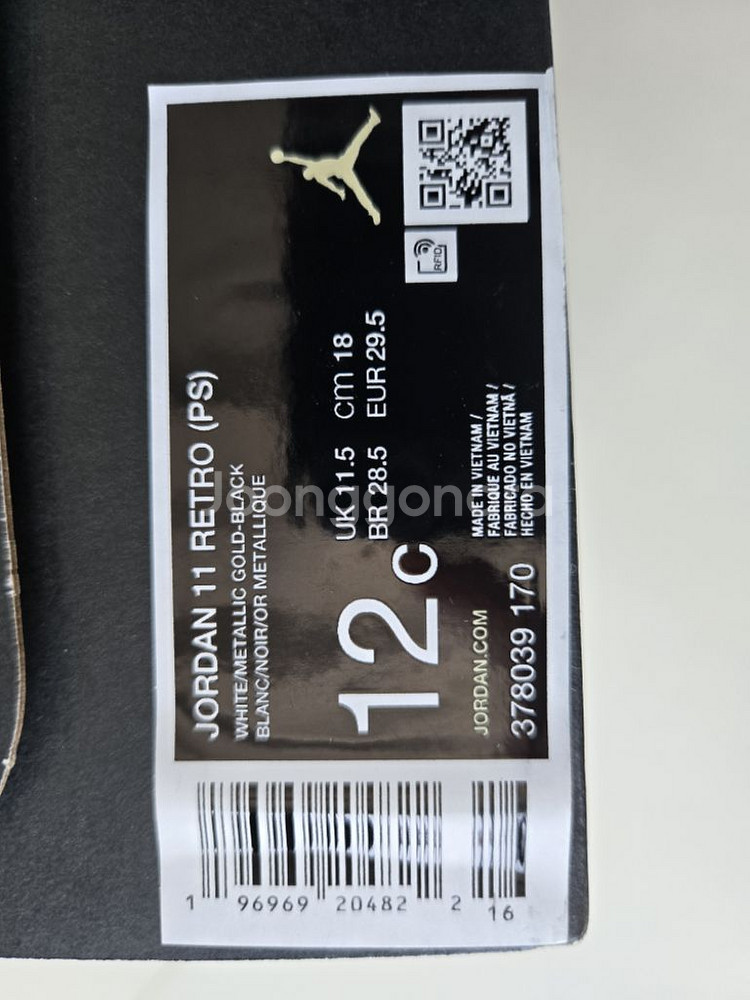 JORDAN 11 RETRO (PS)
WHITE/METALLIC GOLD-BLACK
BLANC/NOIR/OR METALLIQUE
UK 11.5 cm 18
BR 28.5 EUR 29.5
12C
JORDAN.COM
MADE IN VIETNAM /
FABRIQUE AU VIETNAM /
FABRICADO NO VIETNÃ /
HECHO EN VIETNAM
378039 170
RFID
1 96969 20482 2 16
Joonggonara